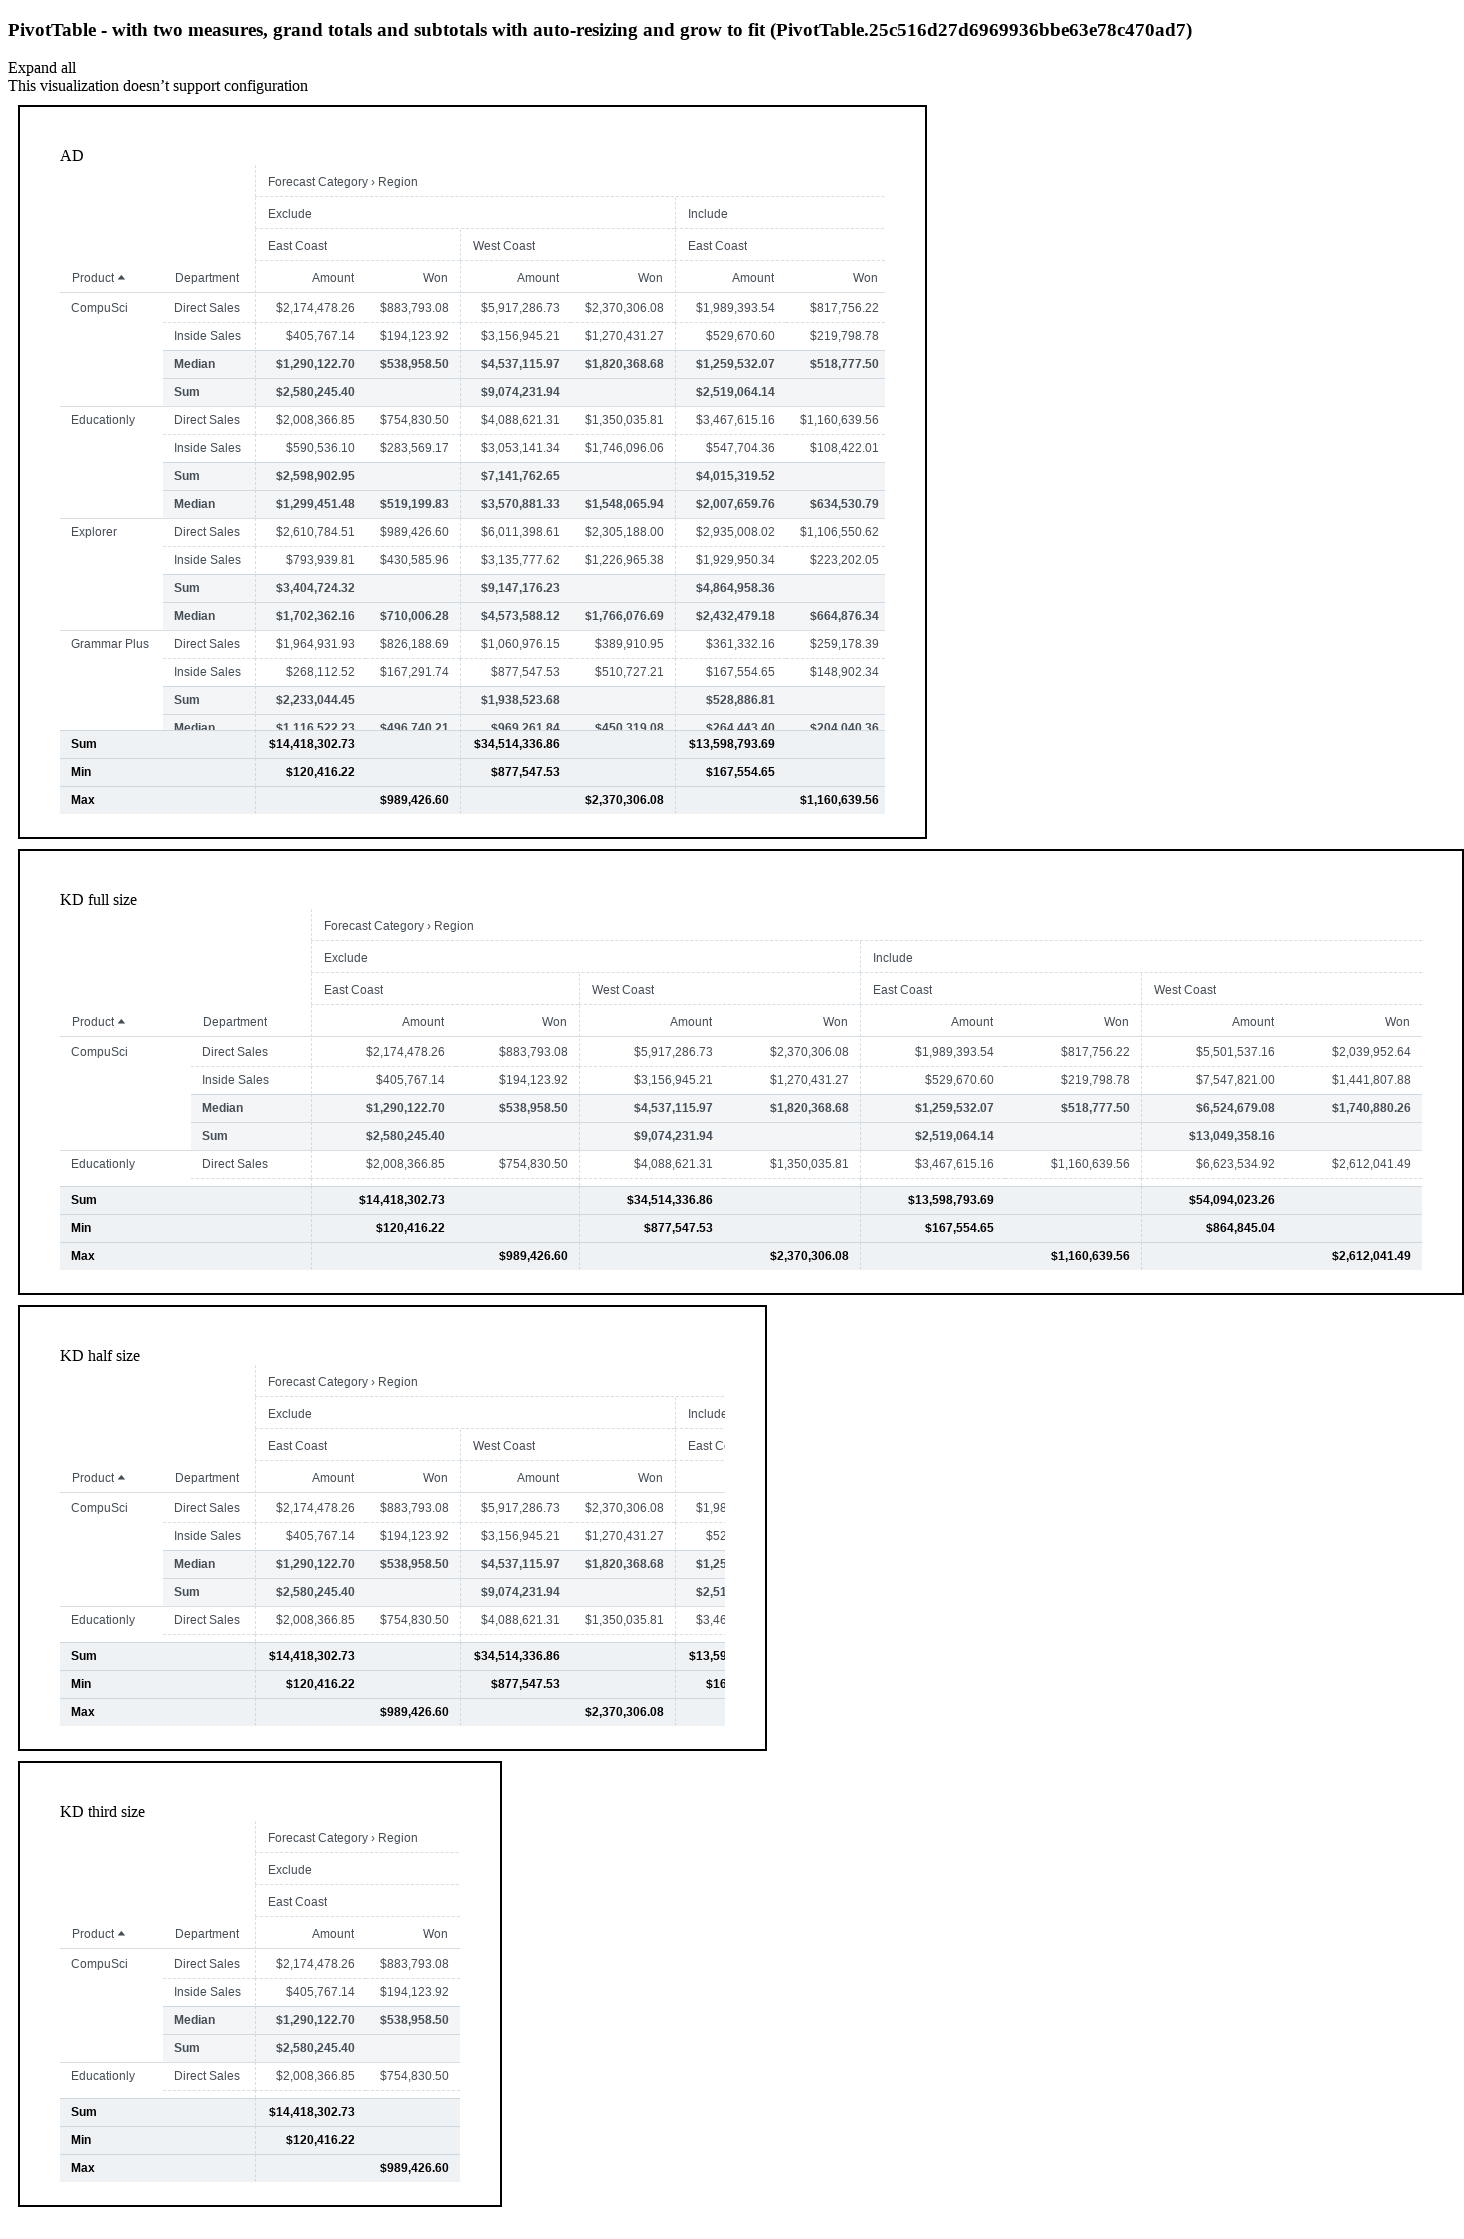 PivotTable - with two measures, grand totals and subtotals with auto-resizing and grow to fit (PivotTable.25c516d27d6969936bbe63e78c470ad7)
Expand all
This visualization doesn’t support configuration
AD
Forecast Category › Region
Exclude Include
East Coast West Coast East Coast
Product Department Amount Won Amount Won Amount Won
CompuSci Direct Sales $2,174,478.26 $883,793.08 $5,917,286.73 $2,370,306.08 $1,989,393.54 $817,756.22
Inside Sales $405,767.14 $194,123.92 $3,156,945.21 $1,270,431.27 $529,670.60 $219,798.78
Median $1,290,122.70 $538,958.50 $4,537,115.97 $1,820,368.68 $1,259,532.07 $518,777.50
Sum $2,580,245.40 $9,074,231.94 $2,519,064.14
Educationly Direct Sales $2,008,366.85 $754,830.50 $4,088,621.31 $1,350,035.81 $3,467,615.16 $1,160,639.56
Inside Sales $590,536.10 $283,569.17 $3,053,141.34 $1,746,096.06 $547,704.36 $108,422.01
Sum $2,598,902.95 $7,141,762.65 $4,015,319.52
Median $1,299,451.48 $519,199.83 $3,570,881.33 $1,548,065.94 $2,007,659.76 $634,530.79
Explorer Direct Sales $2,610,784.51 $989,426.60 $6,011,398.61 $2,305,188.00 $2,935,008.02 $1,106,550.62
Inside Sales $793,939.81 $430,585.96 $3,135,777.62 $1,226,965.38 $1,929,950.34 $223,202.05
Sum $3,404,724.32 $9,147,176.23 $4,864,958.36
Median $1,702,362.16 $710,006.28 $4,573,588.12 $1,766,076.69 $2,432,479.18 $664,876.34
Grammar Plus Direct Sales $1,964,931.93 $826,188.69 $1,060,976.15 $389,910.95 $361,332.16 $259,178.39
Inside Sales $268,112.52 $167,291.74 $877,547.53 $510,727.21 $167,554.65 $148,902.34
Sum $2,233,044.45 $1,938,523.68 $528,886.81
Median $1,116,522.23 $496,740.21 $969,261.84 $450,319.08 $264,443.40 $204,040.36
Sum $14,418,302.73 $34,514,336.86 $13,598,793.69
Min $120,416.22 $877,547.53 $167,554.65
Max $989,426.60 $2,370,306.08 $1,160,639.56
KD full size
Forecast Category › Region
Exclude Include
East Coast West Coast East Coast West Coast
Product Department Amount Won Amount Won Amount Won Amount Won
CompuSci Direct Sales $2,174,478.26 $883,793.08 $5,917,286.73 $2,370,306.08 $1,989,393.54 $817,756.22 $5,501,537.16 $2,039,952.64
Inside Sales $405,767.14 $194,123.92 $3,156,945.21 $1,270,431.27 $529,670.60 $219,798.78 $7,547,821.00 $1,441,807.88
Median $1,290,122.70 $538,958.50 $4,537,115.97 $1,820,368.68 $1,259,532.07 $518,777.50 $6,524,679.08 $1,740,880.26
Sum $2,580,245.40 $9,074,231.94 $2,519,064.14 $13,049,358.16
Educationly Direct Sales $2,008,366.85 $754,830.50 $4,088,621.31 $1,350,035.81 $3,467,615.16 $1,160,639.56 $6,623,534.92 $2,612,041.49
Sum $14,418,302.73 $34,514,336.86 $13,598,793.69 $54,094,023.26
Min $120,416.22 $877,547.53 $167,554.65 $864,845.04
Max $989,426.60 $2,370,306.08 $1,160,639.56 $2,612,041.49
KD half size
Forecast Category › Region
Exclude Include
East Coast West Coast East C
Product Department Amount Won Amount Won
CompuSci Direct Sales $2,174,478.26 $883,793.08 $5,917,286.73 $2,370,306.08 $1,98
Inside Sales $405,767.14 $194,123.92 $3,156,945.21 $1,270,431.27 $52
Median $1,290,122.70 $538,958.50 $4,537,115.97 $1,820,368.68 $1,25
Sum $2,580,245.40 $9,074,231.94 $2,51
Educationly Direct Sales $2,008,366.85 $754,830.50 $4,088,621.31 $1,350,035.81 $3,46
Sum $14,418,302.73 $34,514,336.86 $13,59
Min $120,416.22 $877,547.53 $16
Max $989,426.60 $2,370,306.08
KD third size
Forecast Category › Region
Exclude
East Coast
Product Department Amount Won
CompuSci Direct Sales $2,174,478.26 $883,793.08
Inside Sales $405,767.14 $194,123.92
Median $1,290,122.70 $538,958.50
Sum $2,580,245.40
Educationly Direct Sales $2,008,366.85 $754,830.50
Sum $14,418,302.73
Min $120,416.22
Max $989,426.60